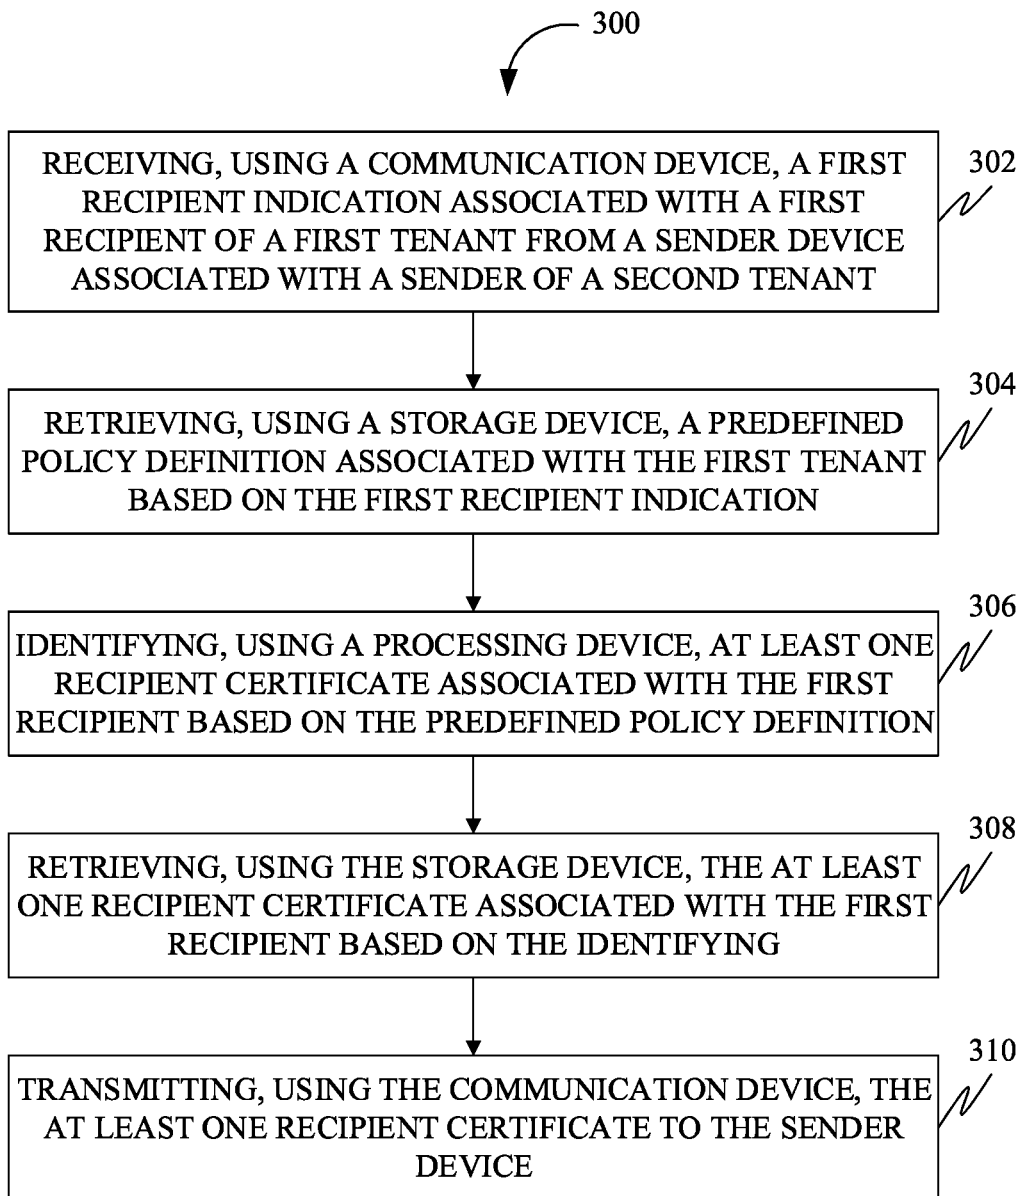 300
RECEIVING, USING A COMMUNICATION DEVICE, A FIRST
RECIPIENT INDICATION ASSOCIATED WITH A FIRST
RECIPIENT OF A FIRST TENANT FROM A SENDER DEVICE
ASSOCIATED WITH A SENDER OF A SECOND TENANT
302
RETRIEVING, USING A STORAGE DEVICE, A PREDEFINED
POLICY DEFINITION ASSOCIATED WITH THE FIRST TENANT
BASED ON THE FIRST RECIPIENT INDICATION
304
IDENTIFYING, USING A PROCESSING DEVICE, AT LEAST ONE
RECIPIENT CERTIFICATE ASSOCIATED WITH THE FIRST
RECIPIENT BASED ON THE PREDEFINED POLICY DEFINITION
306
RETRIEVING, USING THE STORAGE DEVICE, THE AT LEAST
ONE RECIPIENT CERTIFICATE ASSOCIATED WITH THE FIRST
RECIPIENT BASED ON THE IDENTIFYING
308
TRANSMITTING, USING THE COMMUNICATION DEVICE, THE
AT LEAST ONE RECIPIENT CERTIFICATE TO THE SENDER
DEVICE
310